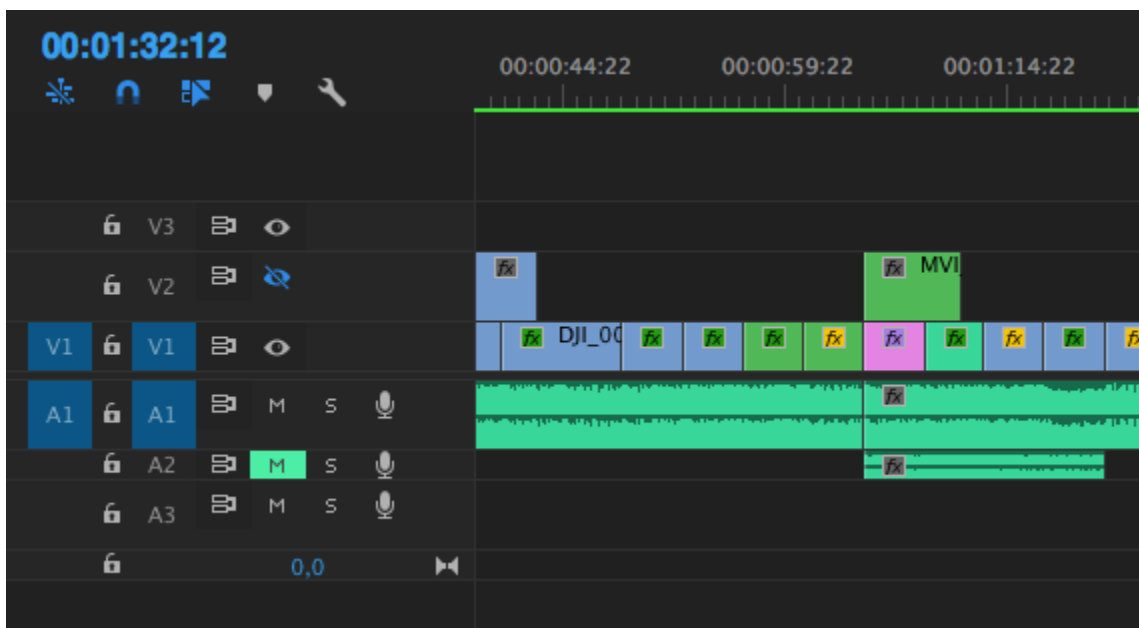 00:01:32:12
00:00:44:22 00:00:59:22 00:01:14:22
V3
fx fx MVI_
V2
V1 V1 fx DJI_00 fx fx fx fx fx fx fx fx fx
A1 A1 M S fx
A2 M S fx
A3 M S
0,0